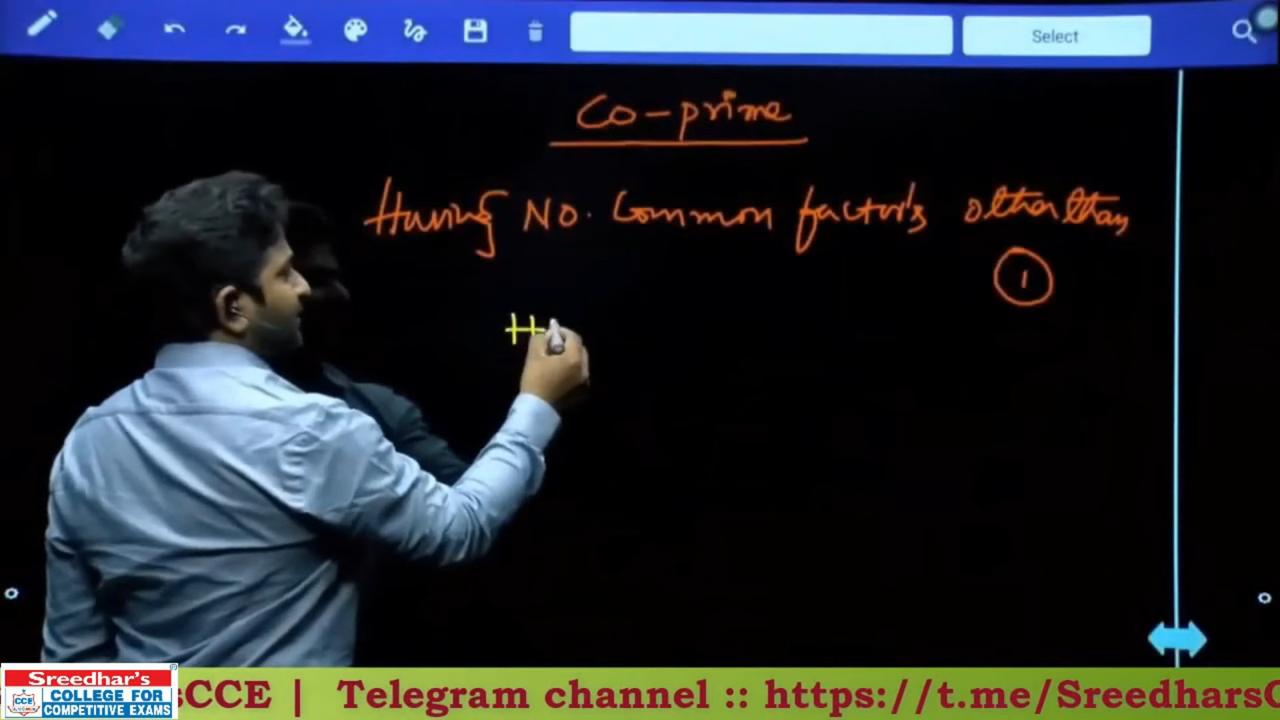 Select
Co-prime
Having No. Common factor's other than
1
H
Sreedhar's
CCE
COLLEGE FOR
COMPETITIVE EXAMS
sCCE | Telegram channel :: https://t.me/SreedharsC